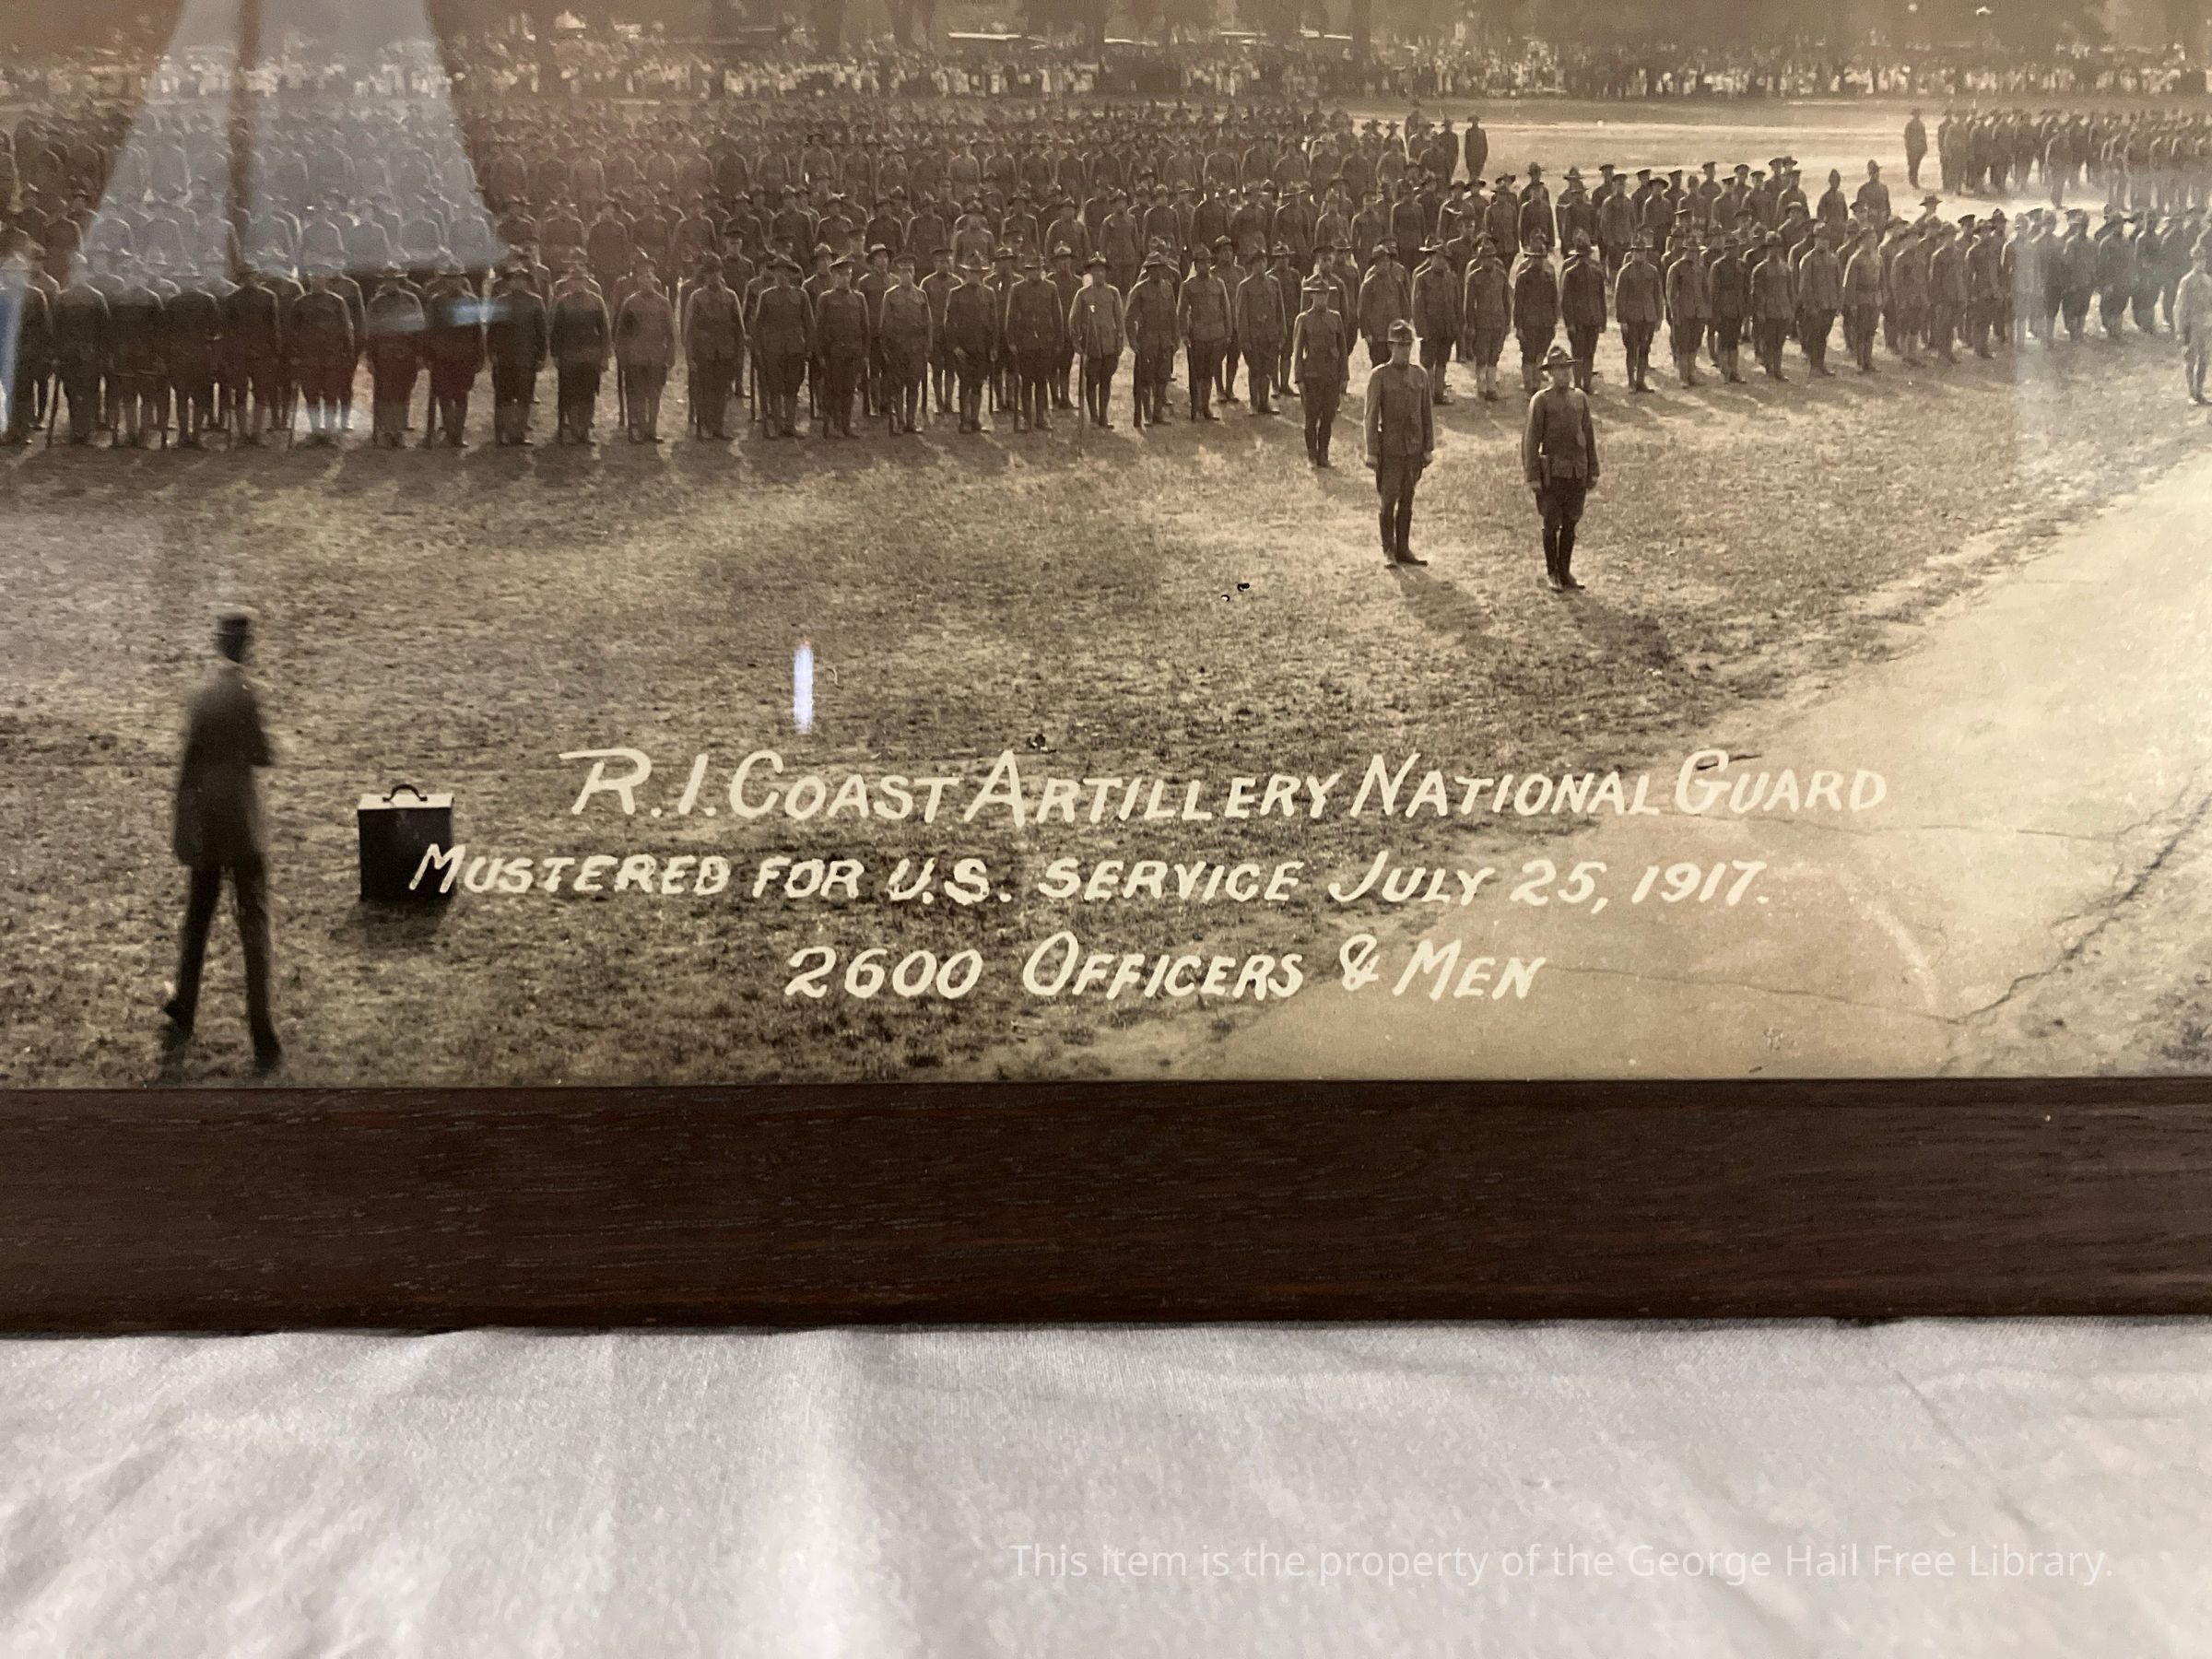 R.I. COAST ARTILLERY NATIONAL GUARD
MUSTERED FOR U.S. SERVICE JULY 25, 1917.
2600 OFFICERS & MEN
This item is the property of the George Hail Free Library.